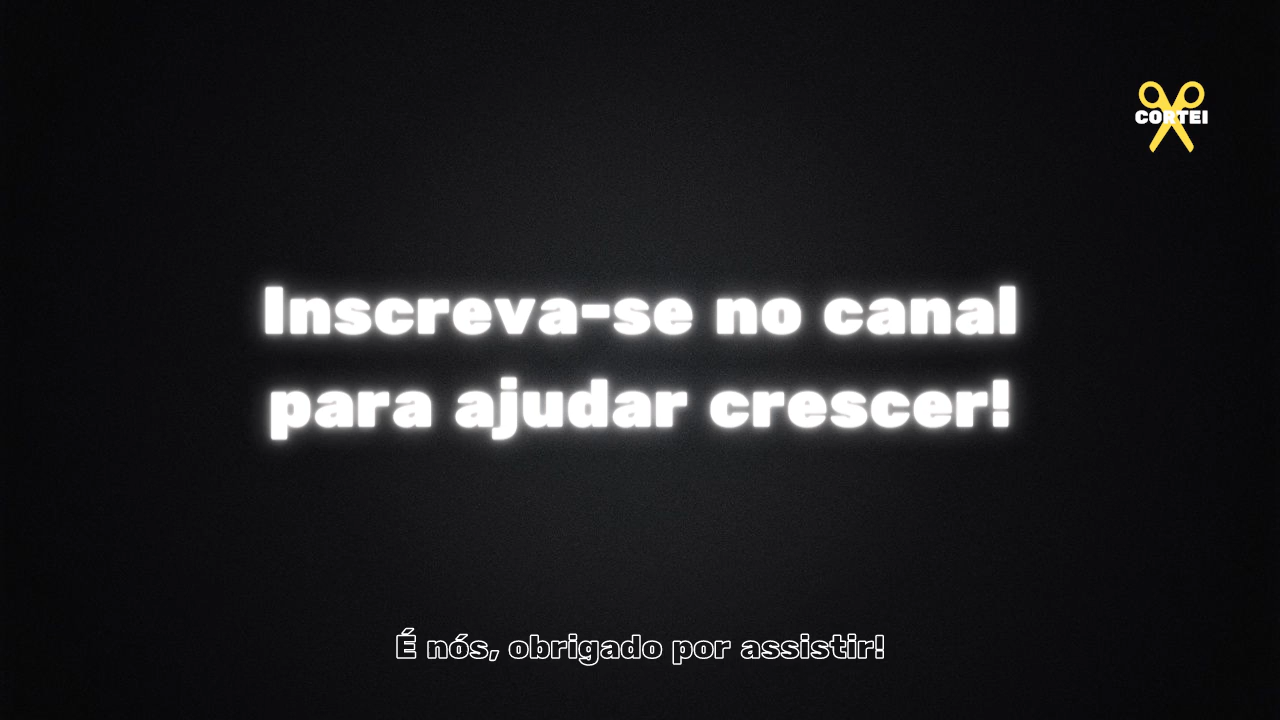 CORTEI
Inscreva-se no canal
para ajudar crescer!
É nós, obrigado por assistir!